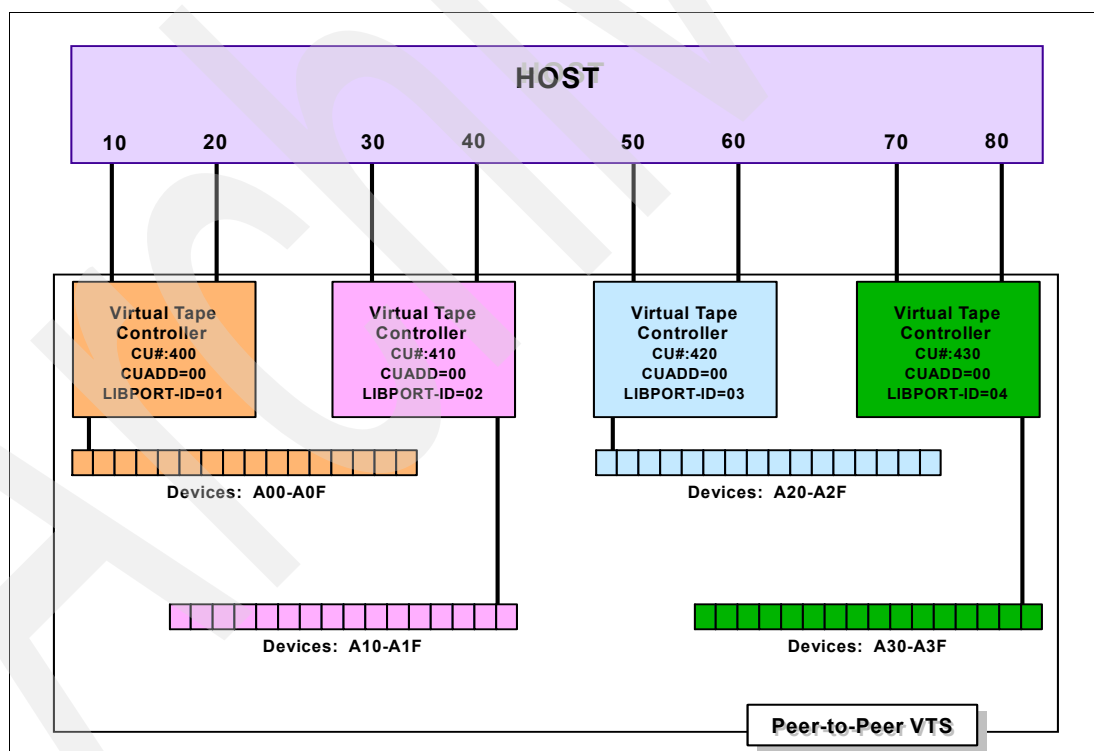 HOST
10 20 30 40 50 60 70 80
Virtual Tape
Controller
CU#:400
CUADD=00
LIBPORT-ID=01
Virtual Tape
Controller
CU#:410
CUADD=00
LIBPORT-ID=02
Virtual Tape
Controller
CU#:420
CUADD=00
LIBPORT-ID=03
Virtual Tape
Controller
CU#:430
CUADD=00
LIBPORT-ID=04
Devices: A00-A0F
Devices: A20-A2F
Devices: A10-A1F
Devices: A30-A3F
Peer-to-Peer VTS